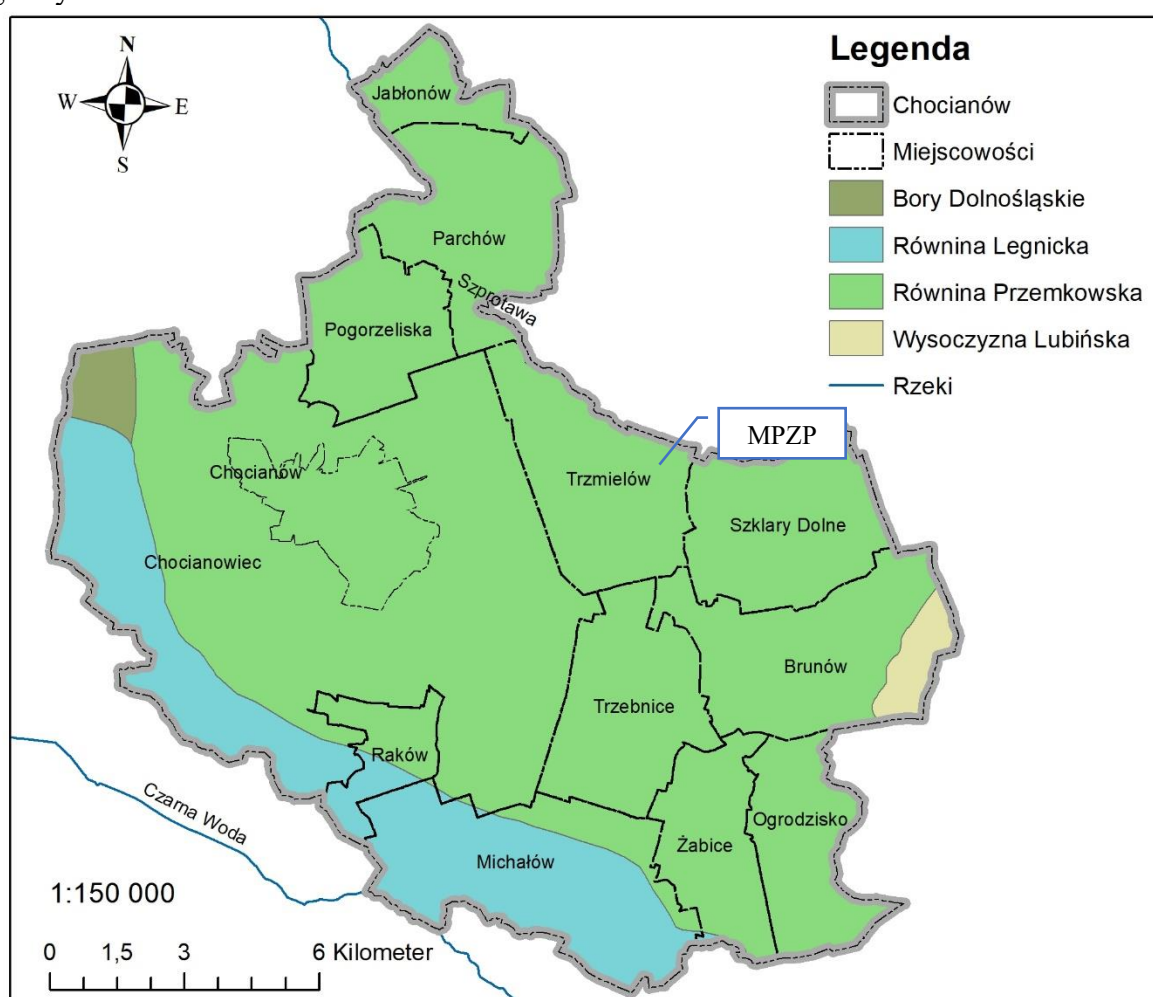 N
W E
S
Legenda
Chocianów
Miejscowości
Bory Dolnośląskie
Równina Legnicka
Równina Przemkowska
Wysoczyzna Lubińska
Rzeki
Jabłonów
Parchów
Szprotawa
Pogorzeliska
MPZP
Trzmielów
Chocianów
Szklary Dolne
Chocianowiec
Brunów
Trzebnice
Raków
Czarna Woda
Ogrodzisko
Żabice
Michałów
1:150 000
0 1,5 3 6 Kilometer